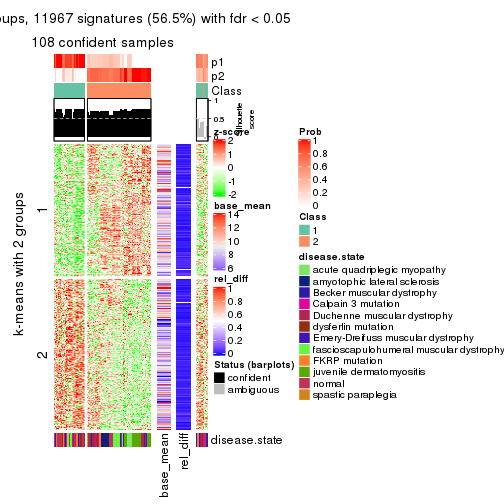 oups, 11967 signatures (56.5%) with fdr < 0.05
108 confident samples
p1
p2
Class
1
0.5
0
Silhouette
score
z-score
2
1
0
-1
-2
base_mean
14
12
10
8
6
rel_diff
1
0.8
0.6
0.4
0.2
0
Status (barplots)
confident
ambiguous
Prob
1
0.8
0.6
0.4
0.2
0
Class
1
2
disease.state
acute quadriplegic myopathy
amyotophic lateral sclerosis
Becker muscular dystrophy
Calpain 3 mutation
Duchenne muscular dystrophy
dysferlin mutation
Emery-Dreifuss muscular dystrophy
fascioscapulohumeral muscular dystrophy
FKRP mutation
juvenile dermatomyositis
normal
spastic paraplegia
k-means with 2 groups
1
2
disease.state
base_mean
rel_diff